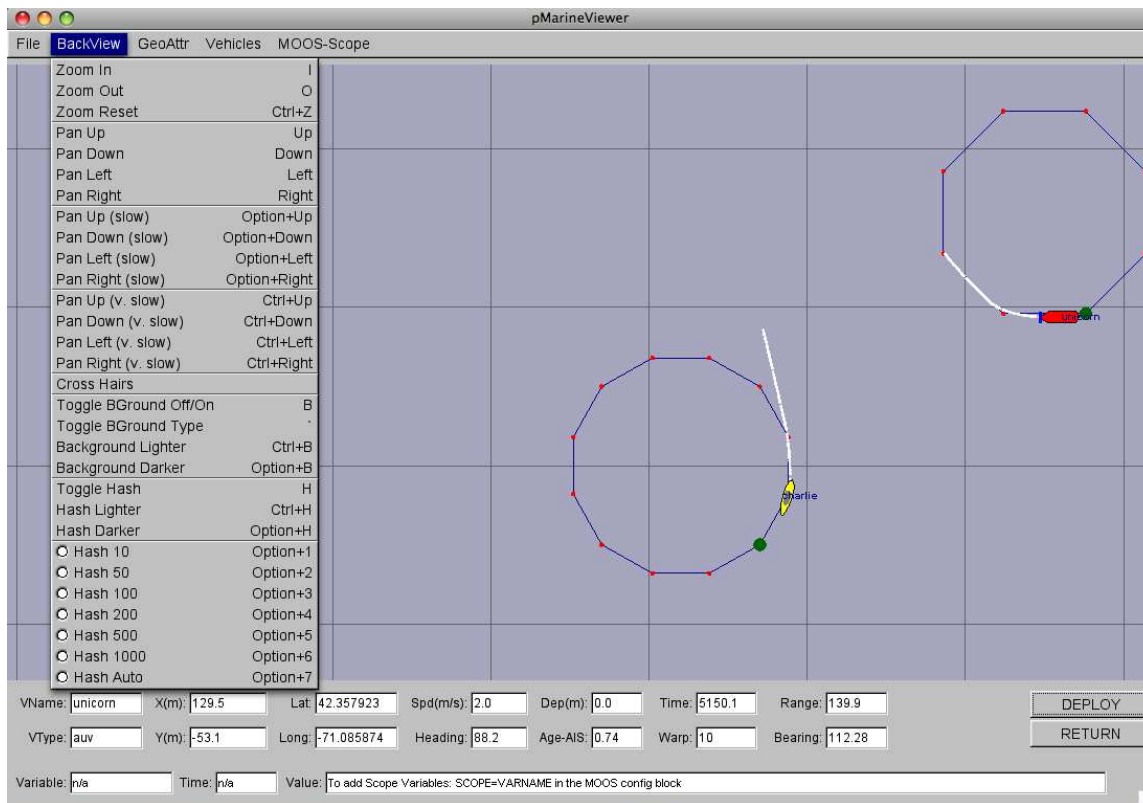 pMarineViewer
File BackView GeoAttr Vehicles MOOS-Scope
Zoom In I
Zoom Out O
Zoom Reset Ctrl+Z
Pan Up Up
Pan Down Down
Pan Left Left
Pan Right Right
Pan Up (slow) Option+Up
Pan Down (slow) Option+Down
Pan Left (slow) Option+Left
Pan Right (slow) Option+Right
Pan Up (v. slow) Ctrl+Up
Pan Down (v. slow) Ctrl+Down
Pan Left (v. slow) Ctrl+Left
Pan Right (v. slow) Ctrl+Right
Cross Hairs
Toggle BGround Off/On B
Toggle BGround Type `
Background Lighter Ctrl+B
Background Darker Option+B
Toggle Hash H
Hash Lighter Ctrl+H
Hash Darker Option+H
Hash 10 Option+1
Hash 50 Option+2
Hash 100 Option+3
Hash 200 Option+4
Hash 500 Option+5
Hash 1000 Option+6
Hash Auto Option+7
unicorn
charlie
VName: unicorn X(m): 129.5 Lat: 42.357923 Spd(m/s): 2.0 Dep(m): 0.0 Time: 5150.1 Range: 139.9 DEPLOY
VType: auv Y(m): -53.1 Long: -71.085874 Heading: 88.2 Age-AIS: 0.74 Warp: 10 Bearing: 112.28 RETURN
Variable: n/a Time: n/a Value: To add Scope Variables: SCOPE=VARNAME in the MOOS config block